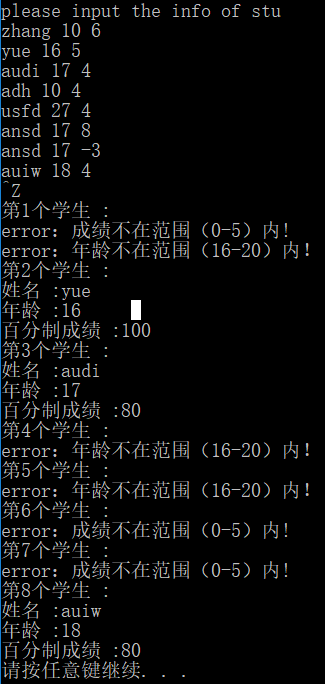 please input the info of stu
zhang 10 6
yue 16 5
audi 17 4
adh 10 4
usfd 27 4
ansd 17 8
ansd 17 -3
auiw 18 4
^Z
第1个学生 :
error: 成绩不在范围（0-5）内!
error: 年龄不在范围（16-20）内!
第2个学生 :
姓名 :yue
年龄 :16
百分制成绩 :100
第3个学生 :
姓名 :audi
年龄 :17
百分制成绩 :80
第4个学生 :
error: 年龄不在范围（16-20）内!
第5个学生 :
error: 年龄不在范围（16-20）内!
第6个学生 :
error: 成绩不在范围（0-5）内!
第7个学生 :
error: 成绩不在范围（0-5）内!
第8个学生 :
姓名 :auiw
年龄 :18
百分制成绩 :80
请按任意键继续. . .